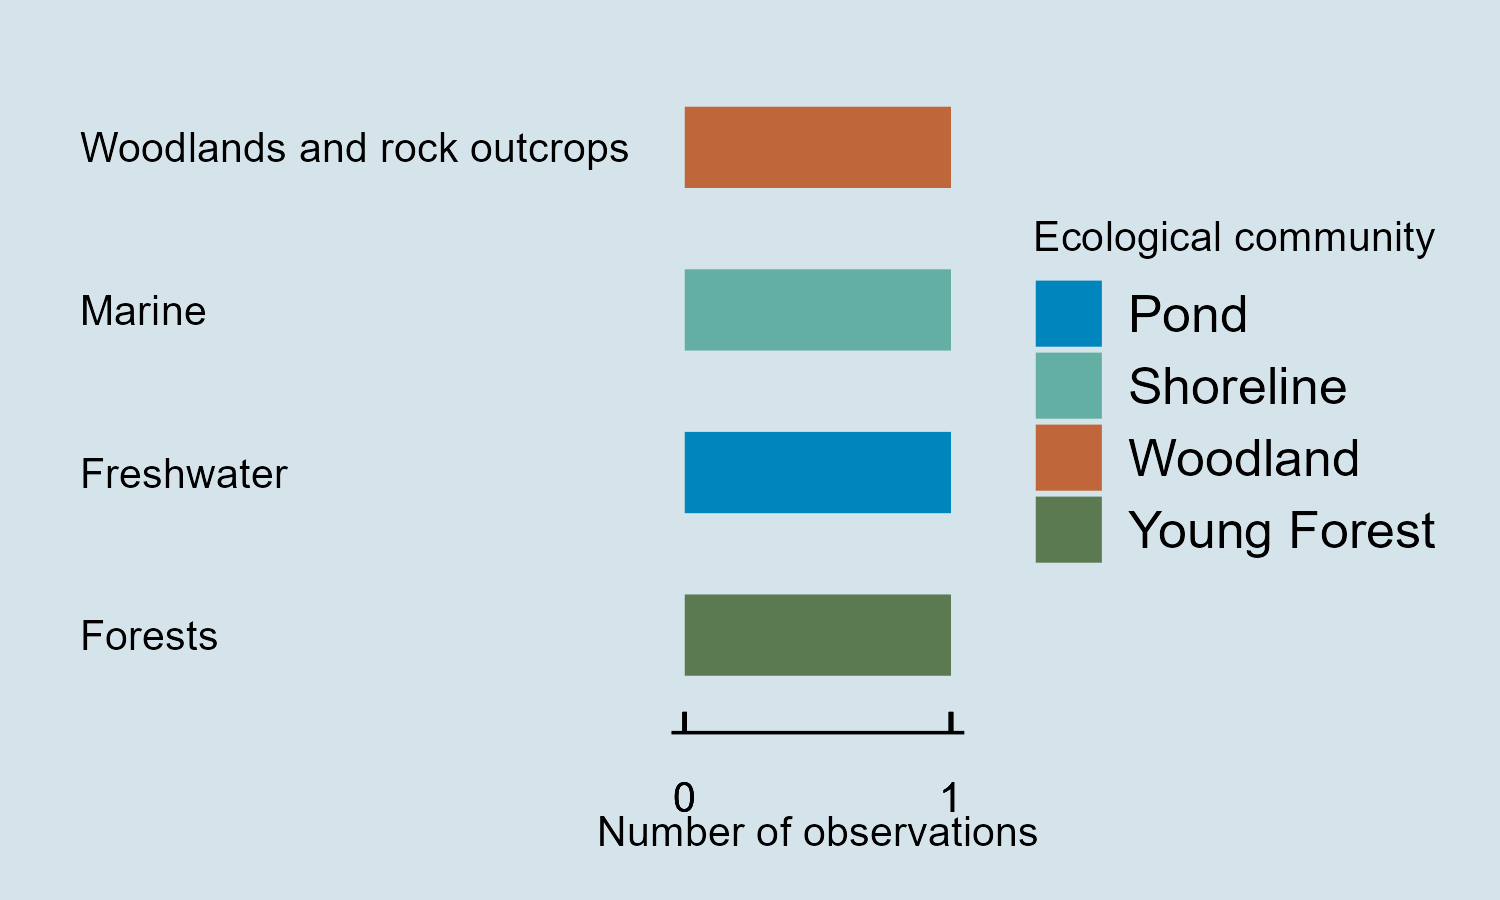 Woodlands and rock outcrops
Marine
Freshwater
Forests
0 1
Number of observations
Ecological community
Pond
Shoreline
Woodland
Young Forest